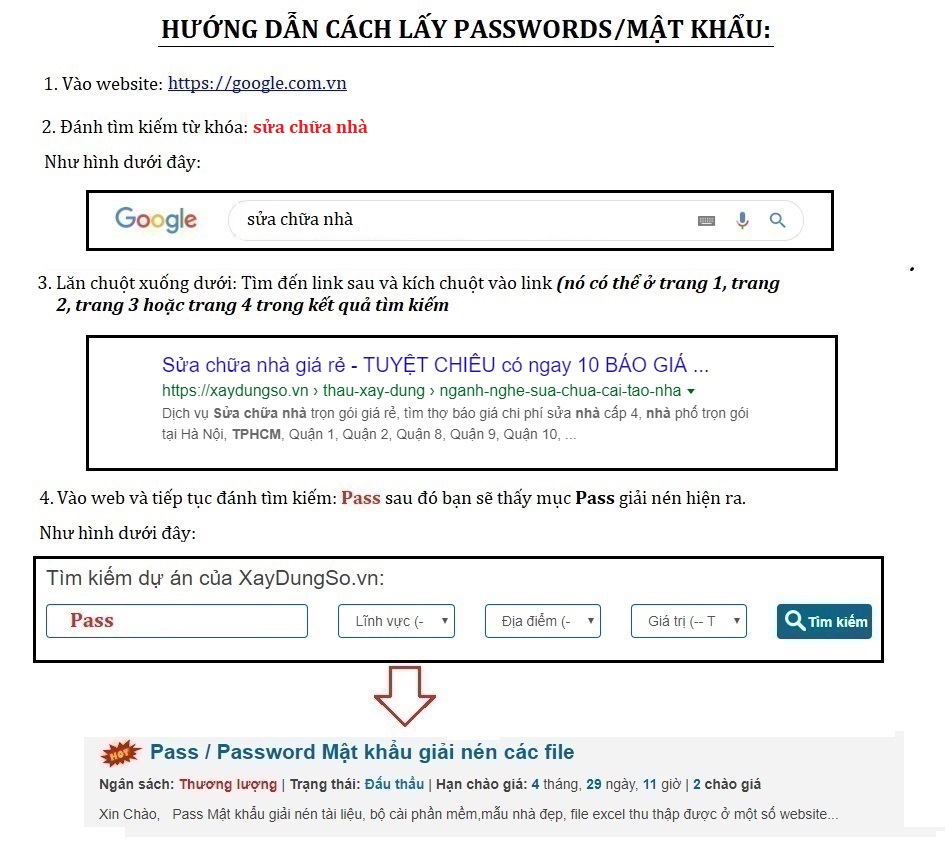 HƯỚNG DẪN CÁCH LẤY PASSWORDS/MẬT KHẨU:
1. Vào website: https://google.com.vn
2. Đánh tìm kiếm từ khóa: sửa chữa nhà
Như hình dưới đây:
Google sửa chữa nhà
3. Lăn chuột xuống dưới: Tìm đến link sau và kích chuột vào link (nó có thể ở trang 1, trang
2, trang 3 hoặc trang 4 trong kết quả tìm kiếm
Sửa chữa nhà giá rẻ - TUYỆT CHIÊU có ngay 10 BÁO GIÁ ...
https://xaydungso.vn › thau-xay-dung › nganh-nghe-sua-chua-cai-tao-nha
Dịch vụ Sửa chữa nhà trọn gói giá rẻ, tìm thợ báo giá chi phí sửa nhà cấp 4, nhà phố trọn gói
tại Hà Nội, TPHCM, Quận 1, Quận 2, Quận 8, Quận 9, Quận 10, ...
4. Vào web và tiếp tục đánh tìm kiếm: Pass sau đó bạn sẽ thấy mục Pass giải nén hiện ra.
Như hình dưới đây:
Tìm kiếm dự án của XayDungSo.vn:
Pass Lĩnh vực (- Địa điểm (- Giá trị (-- T Tìm kiếm
HOT Pass / Password Mật khẩu giải nén các file
Ngân sách: Thương lượng | Trạng thái: Đấu thầu | Hạn chào giá: 4 tháng, 29 ngày, 11 giờ | 2 chào giá
Xin Chào, Pass Mật khẩu giải nén tài liệu, bộ cài phần mềm,mẫu nhà đẹp, file excel thu thập được ở một số website...